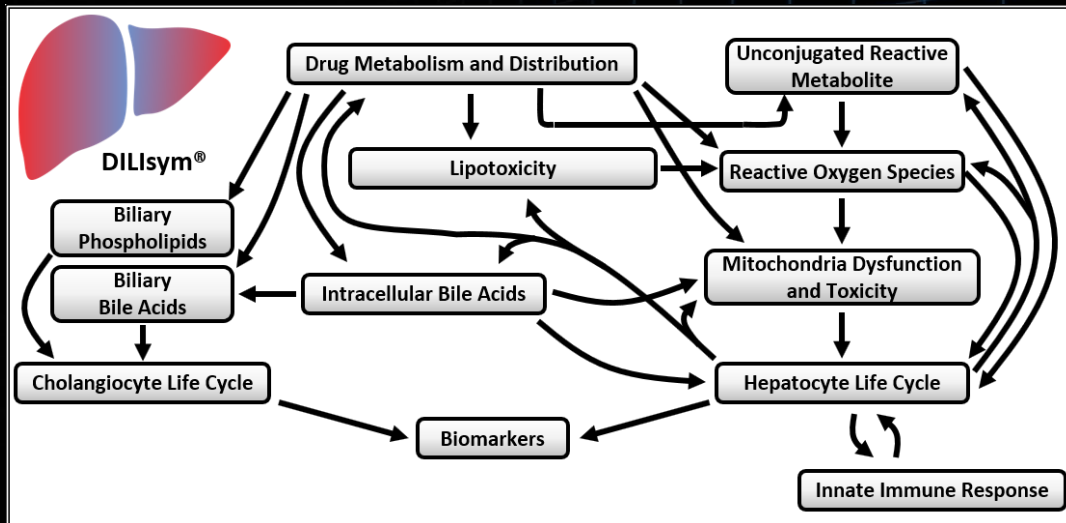 DILIsym®
Drug Metabolism and Distribution
Unconjugated Reactive
Metabolite
Lipotoxicity
Reactive Oxygen Species
Biliary
Phospholipids
Biliary
Bile Acids
Intracellular Bile Acids
Mitochondria Dysfunction
and Toxicity
Cholangiocyte Life Cycle
Hepatocyte Life Cycle
Biomarkers
Innate Immune Response